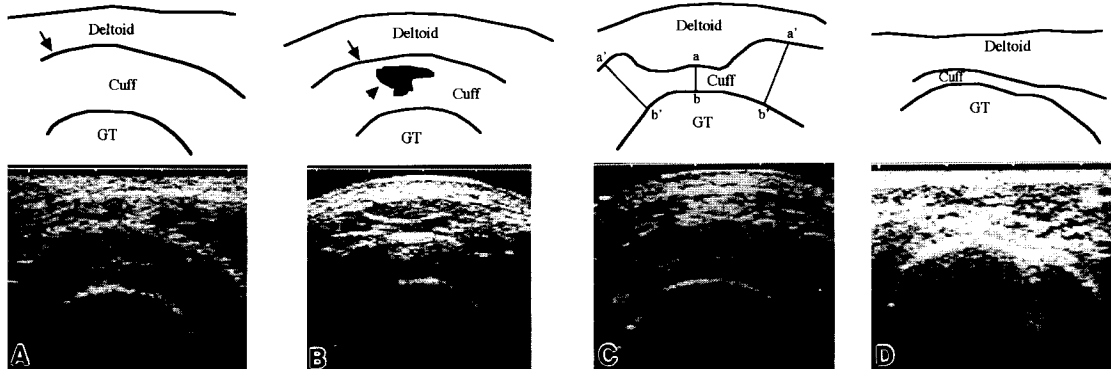 Deltoid
Cuff
GT
A
Deltoid
Cuff
GT
B
Deltoid
a' a a'
Cuff
b
b' b'
GT
C
Deltoid
Cuff
GT
D